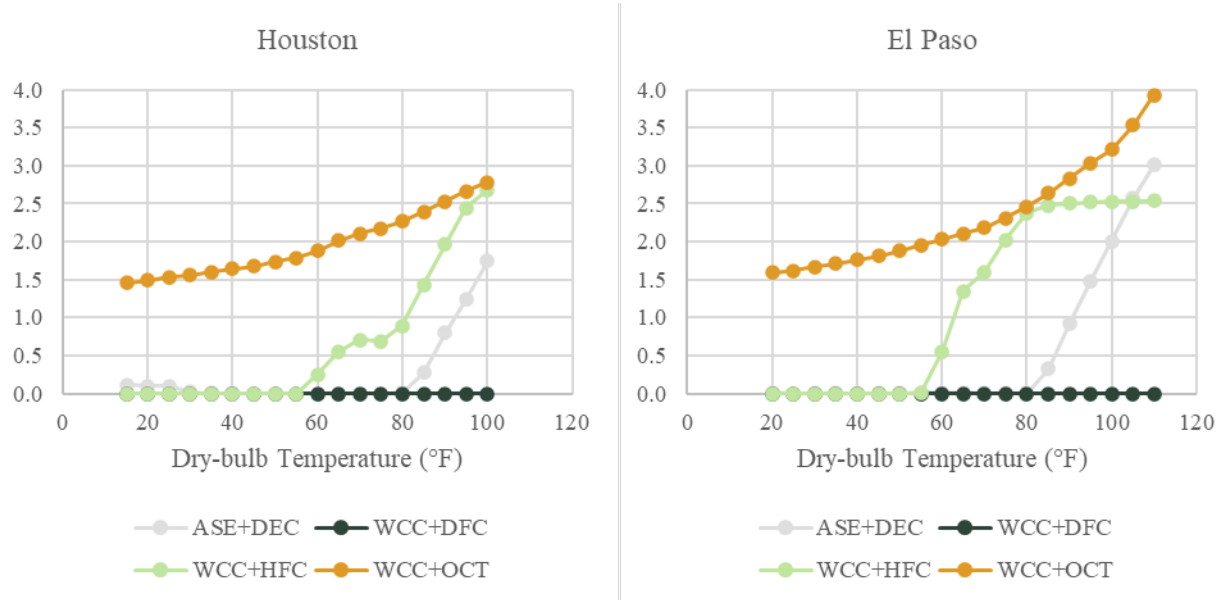 Houston
4.0
3.5
3.0
2.5
2.0
1.5
1.0
0.5
0.0
0 20 40 60 80 100 120
Dry-bulb Temperature (°F)
ASE+DEC WCC+DFC
WCC+HFC WCC+OCT
El Paso
4.0
3.5
3.0
2.5
2.0
1.5
1.0
0.5
0.0
0 20 40 60 80 100 120
Dry-bulb Temperature (°F)
ASE+DEC WCC+DFC
WCC+HFC WCC+OCT